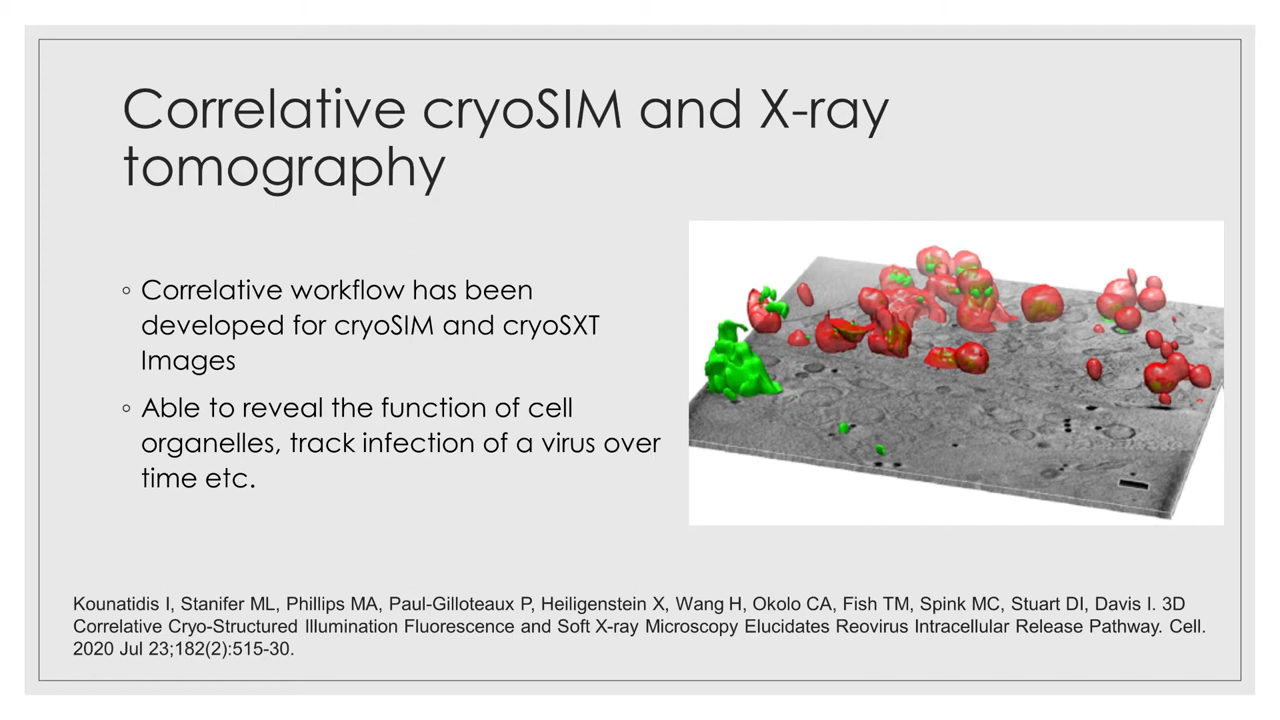 Correlative cryoSIM and X-ray
tomography
◦ Correlative workflow has been
developed for cryoSIM and cryoSXT
Images
◦ Able to reveal the function of cell
organelles, track infection of a virus over
time etc.
Kounatidis I, Stanifer ML, Phillips MA, Paul-Gilloteaux P, Heiligenstein X, Wang H, Okolo CA, Fish TM, Spink MC, Stuart DI, Davis I. 3D
Correlative Cryo-Structured Illumination Fluorescence and Soft X-ray Microscopy Elucidates Reovirus Intracellular Release Pathway. Cell.
2020 Jul 23;182(2):515-30.